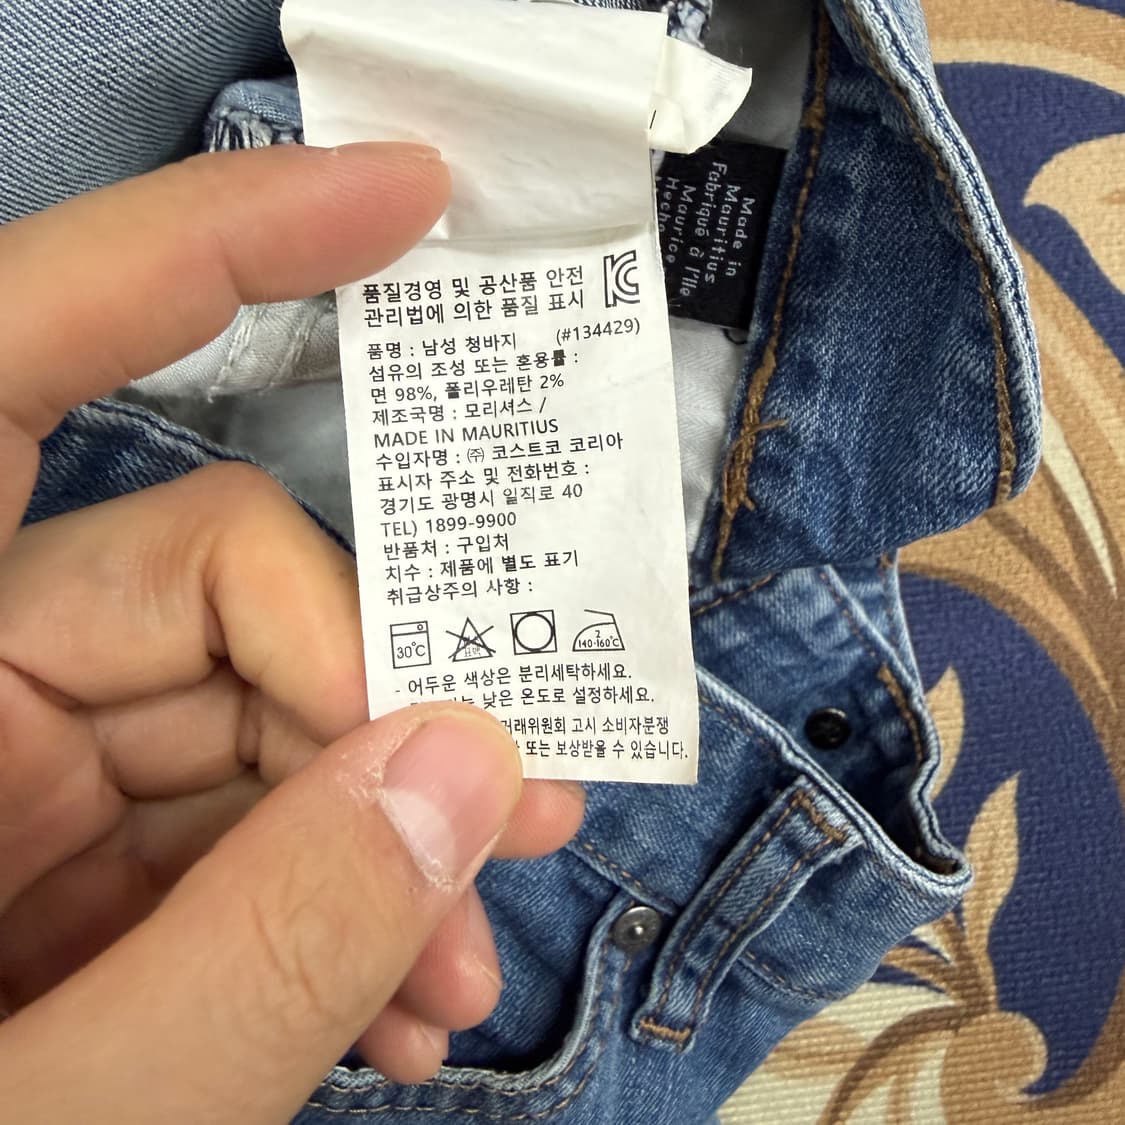 품질경영 및 공산품 안전
관리법에 의한 품질 표시
품명 : 남성 청바지 (#134429)
섬유의 조성 또는 혼용률 :
면 98%, 폴리우레탄 2%
제조국명 : 모리셔스 /
MADE IN MAURITIUS
수입자명 : ㈜ 코스트코 코리아
표시자 주소 및 전화번호 :
경기도 광명시 일직로 40
TEL) 1899-9900
반품처 : 구입처
치수 : 제품에 별도 표기
취급상주의 사항 :
30℃
2
140-160℃
- 어두운 색상은 분리세탁하세요.
낮은 온도로 설정하세요.
고시 소비자분쟁
또는 보상받을 수 있습니다.
Made in
Mauritius
Fabriqué à l'Ile
Maurice
Hecho